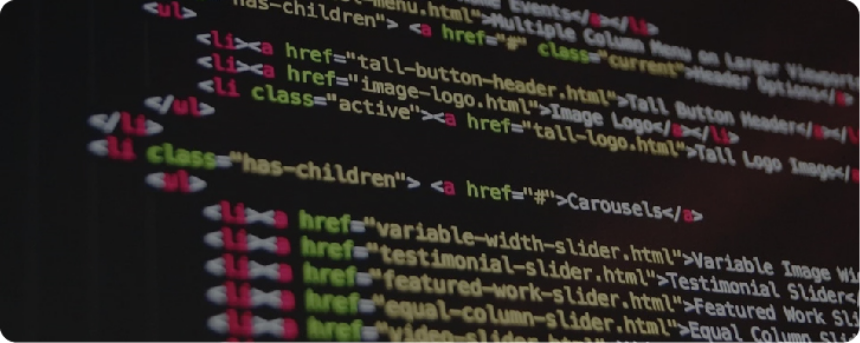 -menu.html">Multiple Column Menu on Larger Viewport
<ul> "has-children"> <a href="#" class="current">Header Options</a>
<li><a href="tall-button-header.html">Tall Button Header</a></li>
<li><a href="image-logo.html">Image Logo</a></li>
<li class="active"><a href="tall-logo.html">Tall Logo Image</a>
</ul>
</li>
<li class="has-children"> <a href="#">Carousels</a>
<ul>
<li><a href="variable-width-slider.html">Variable Image Wi
<li><a href="testimonial-slider.html">Testimonial Slider<
<li><a href="featured-work-slider.html">Featured Work Sli
<li><a href="equal-column-slider.html">Equal Column Sli
<li><a href="video-slider.html">